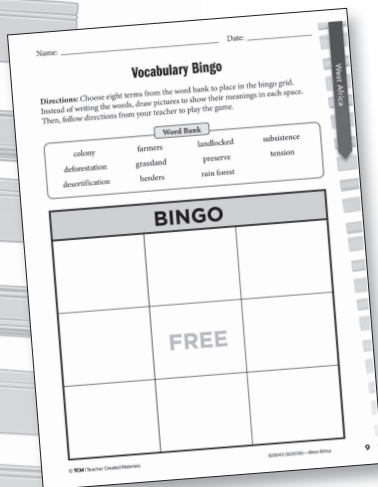 Name: Date:
Vocabulary Bingo
Directions: Choose eight terms from the word bank to place in the bingo grid.
Instead of writing the words, draw pictures to show their meanings in each space.
Then, follow directions from your teacher to play the game.
Word Bank
colony farmers landlocked subsistence
deforestation grassland preserve tension
desertification herders rain forest
BINGO
FREE
West Africa
© TCM | Teacher Created Materials
—West Africa
9